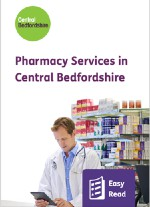 Central
Bedfordshire
Pharmacy Services in
Central Bedfordshire
Easy
Read